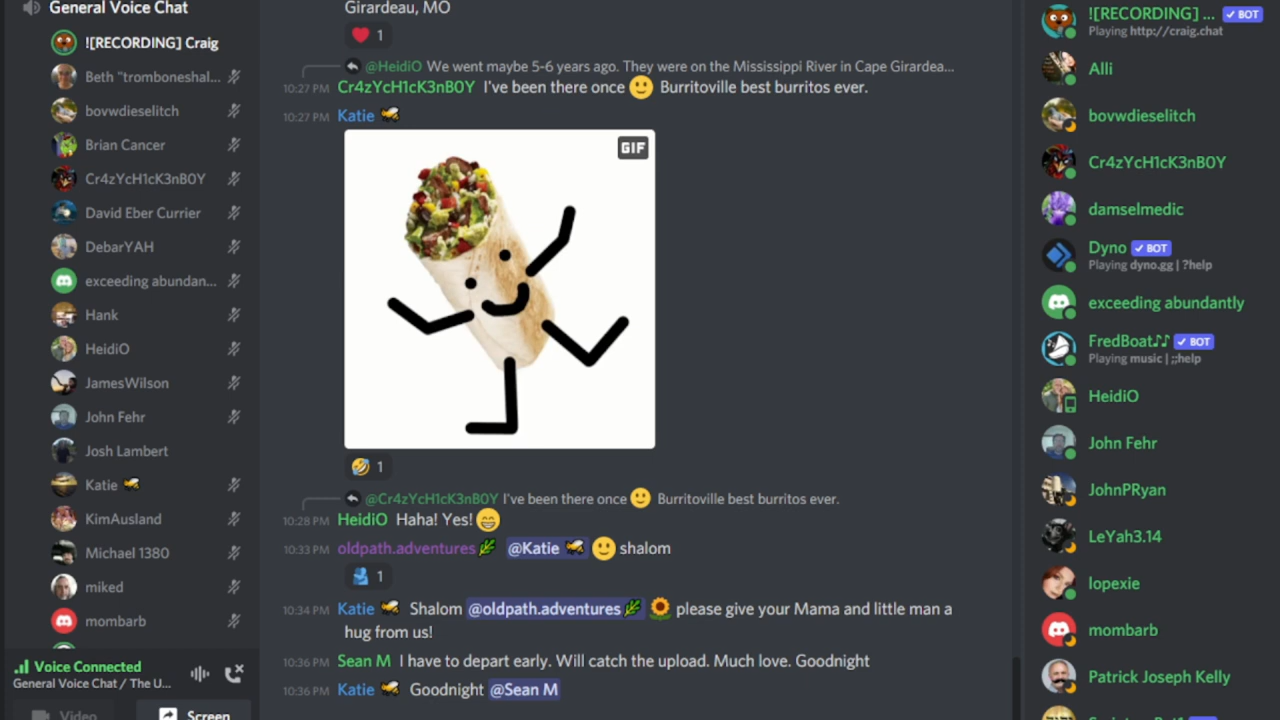 General Voice Chat
![RECORDING] Craig
Beth "tromboneshal...
bovwdieselitch
Brian Cancer
Cr4zYcH1cK3nB0Y
David Eber Currier
DebarYAH
exceeding abundan...
Hank
HeidiO
JamesWilson
John Fehr
Josh Lambert
Katie
KimAusland
Michael 1380
miked
mombarb
Voice Connected
General Voice Chat / The U...
Video
Screen
Girardeau, MO
1
@HeidiO We went maybe 5-6 years ago. They were on the Mississippi River in Cape Girardea...
10:27 PM Cr4zYcH1cK3nB0Y I've been there once 🙂 Burritoville best burritos ever.
10:27 PM Katie
GIF
1
@Cr4zYcH1cK3nB0Y I've been there once 🙂 Burritoville best burritos ever.
10:28 PM HeidiO Haha! Yes! 😁
10:33 PM oldpath.adventures @Katie 🙂 shalom
1
10:34 PM Katie Shalom @oldpath.adventures 🌻 please give your Mama and little man a
hug from us!
10:36 PM Sean M I have to depart early. Will catch the upload. Much love. Goodnight
10:36 PM Katie Goodnight @Sean M
![RECORDING] ... BOT
Playing http://craig.chat
Alli
bovwdieselitch
Cr4zYcH1cK3nB0Y
damselmedic
Dyno BOT
Playing dyno.gg | ?help
exceeding abundantly
FredBoat♪♪ BOT
Playing music | ;;help
HeidiO
John Fehr
JohnPRyan
LeYah3.14
lopexie
mombarb
Patrick Joseph Kelly